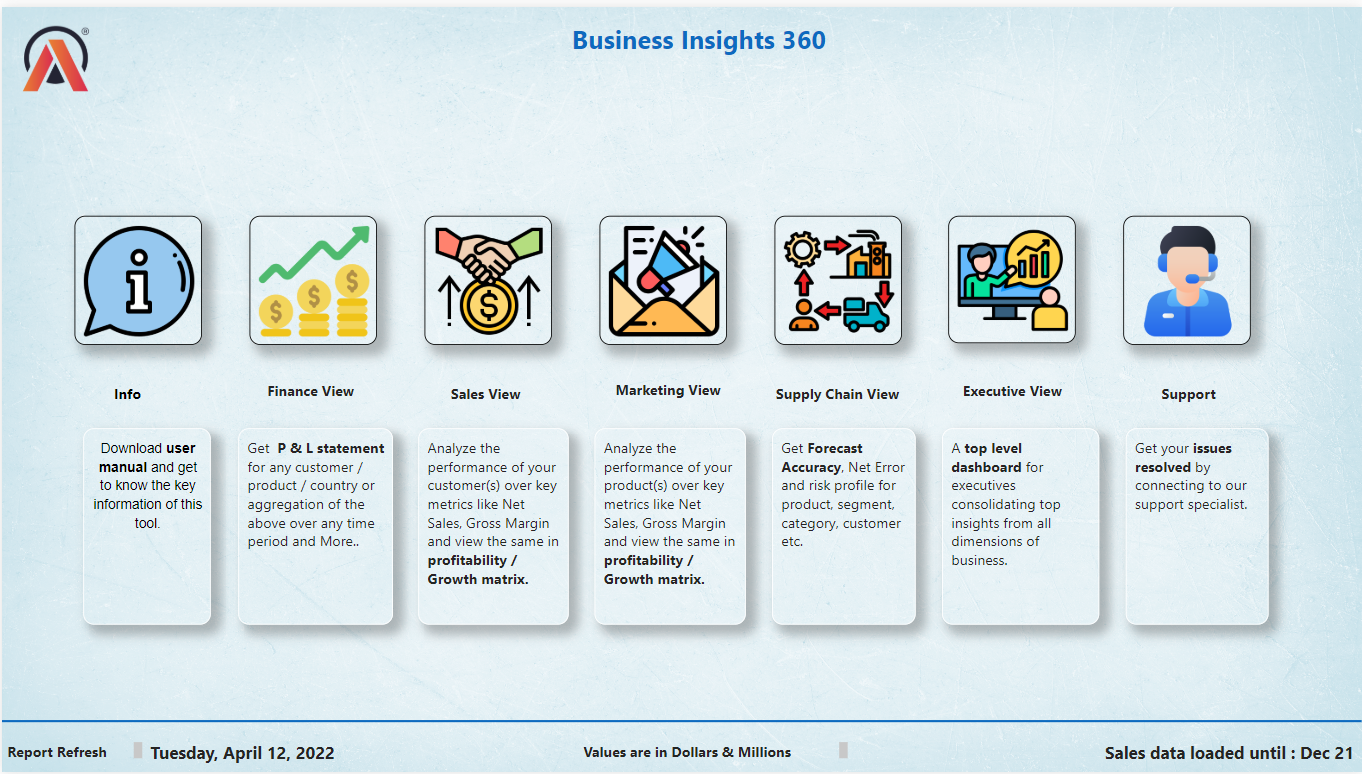 ®
Business Insights 360
Info
Finance View
Sales View
Marketing View
Supply Chain View
Executive View
Support
Download user
manual and get
to know the key
information of this
tool.
Get  P & L statement
for any customer /
product / country or
aggregation of the
above over any time
period and More..
Analyze the
performance of your
customer(s) over key
metrics like Net
Sales, Gross Margin
and view the same in
profitability /
Growth matrix.
Analyze the
performance of your
product(s) over key
metrics like Net
Sales, Gross Margin
and view the same in
profitability /
Growth matrix.
Get Forecast
Accuracy, Net Error
and risk profile for
product, segment,
category, customer
etc.
A top level
dashboard for
executives
consolidating top
insights from all
dimensions of
business.
Get your issues
resolved by
connecting to our
support specialist.
Report Refresh
Tuesday, April 12, 2022
Values are in Dollars & Millions
Sales data loaded until : Dec 21